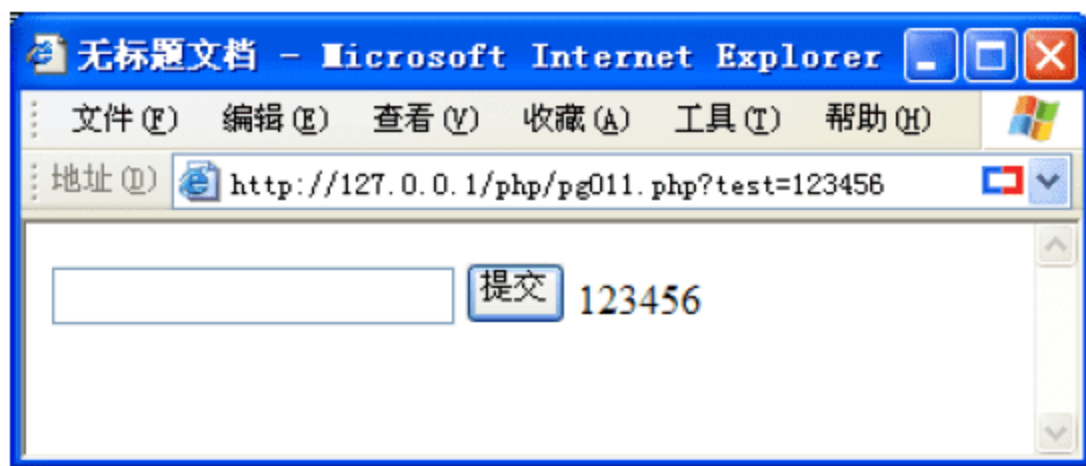 无标题文档 - Microsoft Internet Explorer
文件(F) 编辑(E) 查看(V) 收藏(A) 工具(T) 帮助(H)
地址(D) http://127.0.0.1/php/pg011.php?test=123456
提交 123456